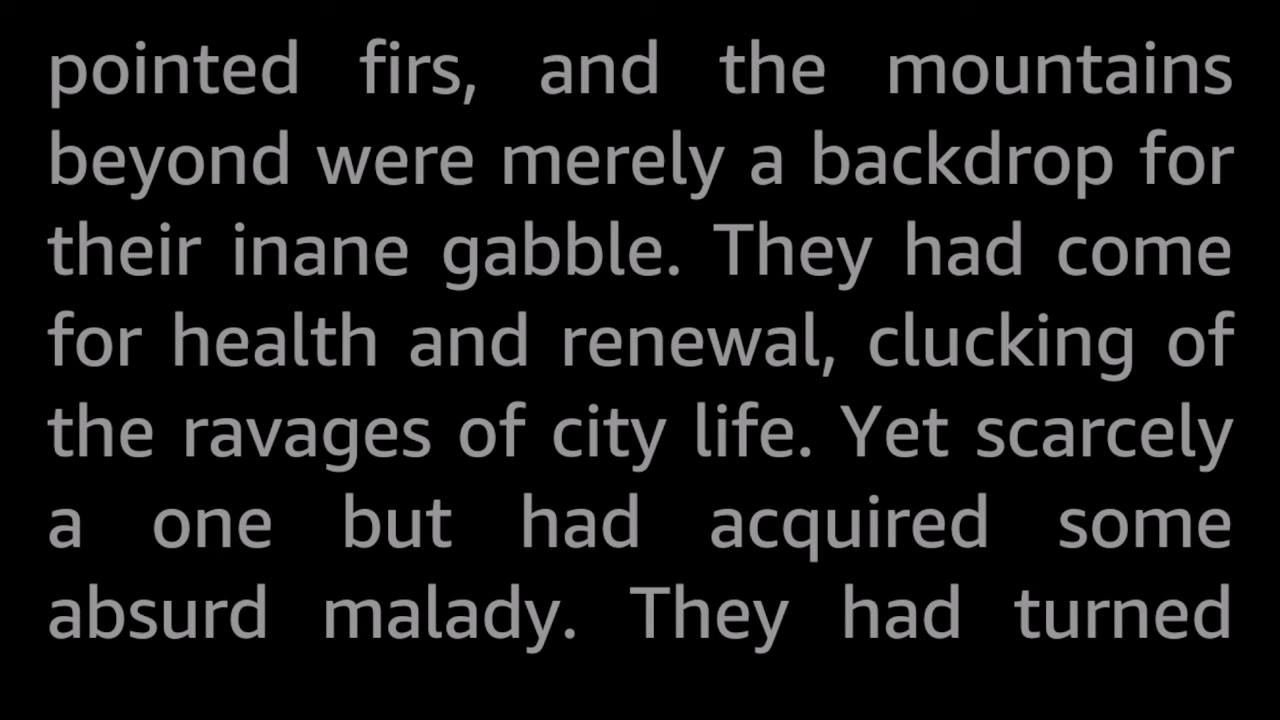 pointed firs, and the mountains
beyond were merely a backdrop for
their inane gabble. They had come
for health and renewal, clucking of
the ravages of city life. Yet scarcely
a one but had acquired some
absurd malady. They had turned